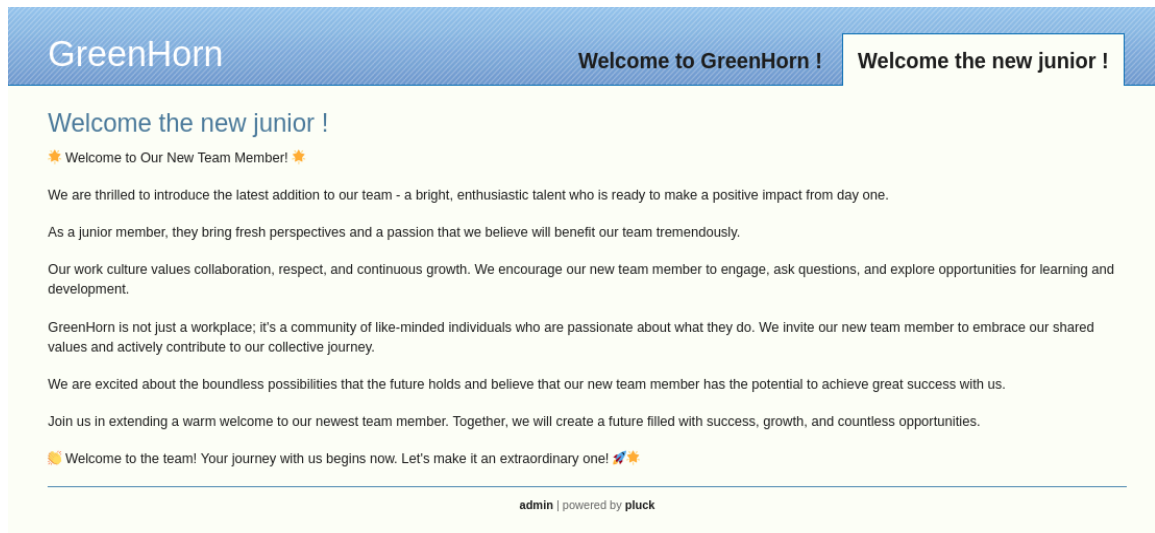 GreenHorn
Welcome to GreenHorn !
Welcome the new junior !
Welcome the new junior !
🌟 Welcome to Our New Team Member! 🌟
We are thrilled to introduce the latest addition to our team - a bright, enthusiastic talent who is ready to make a positive impact from day one.
As a junior member, they bring fresh perspectives and a passion that we believe will benefit our team tremendously.
Our work culture values collaboration, respect, and continuous growth. We encourage our new team member to engage, ask questions, and explore opportunities for learning and
development.
GreenHorn is not just a workplace; it's a community of like-minded individuals who are passionate about what they do. We invite our new team member to embrace our shared
values and actively contribute to our collective journey.
We are excited about the boundless possibilities that the future holds and believe that our new team member has the potential to achieve great success with us.
Join us in extending a warm welcome to our newest team member. Together, we will create a future filled with success, growth, and countless opportunities.
👏 Welcome to the team! Your journey with us begins now. Let's make it an extraordinary one! 🚀🌟
admin | powered by pluck